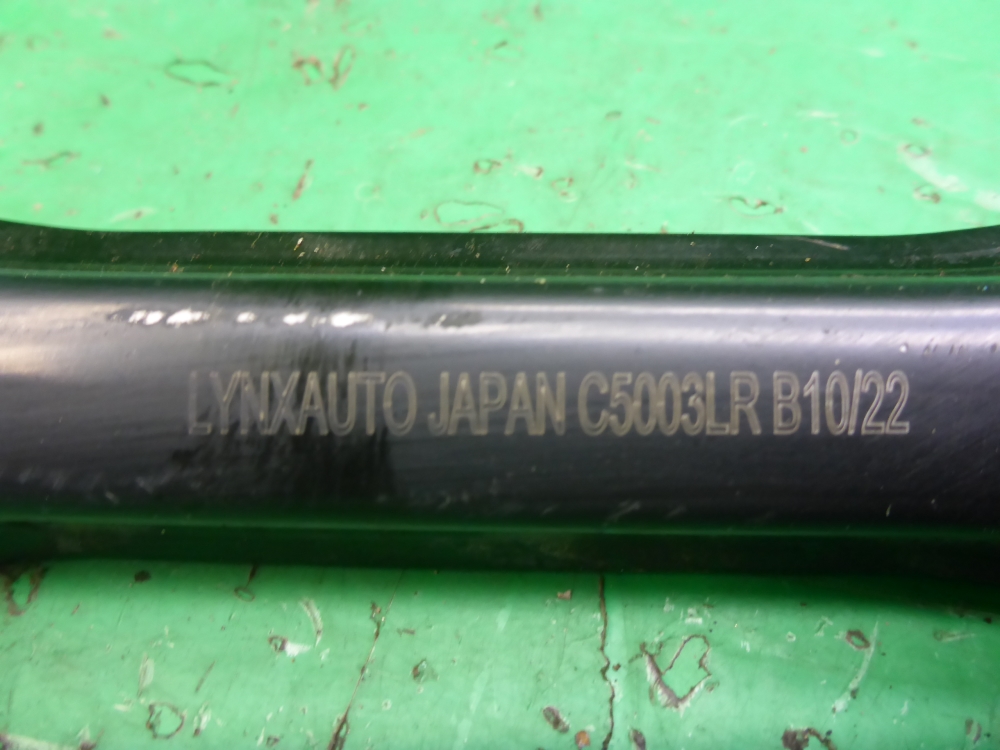 LYNXAUTO JAPAN C5003LR B10/22